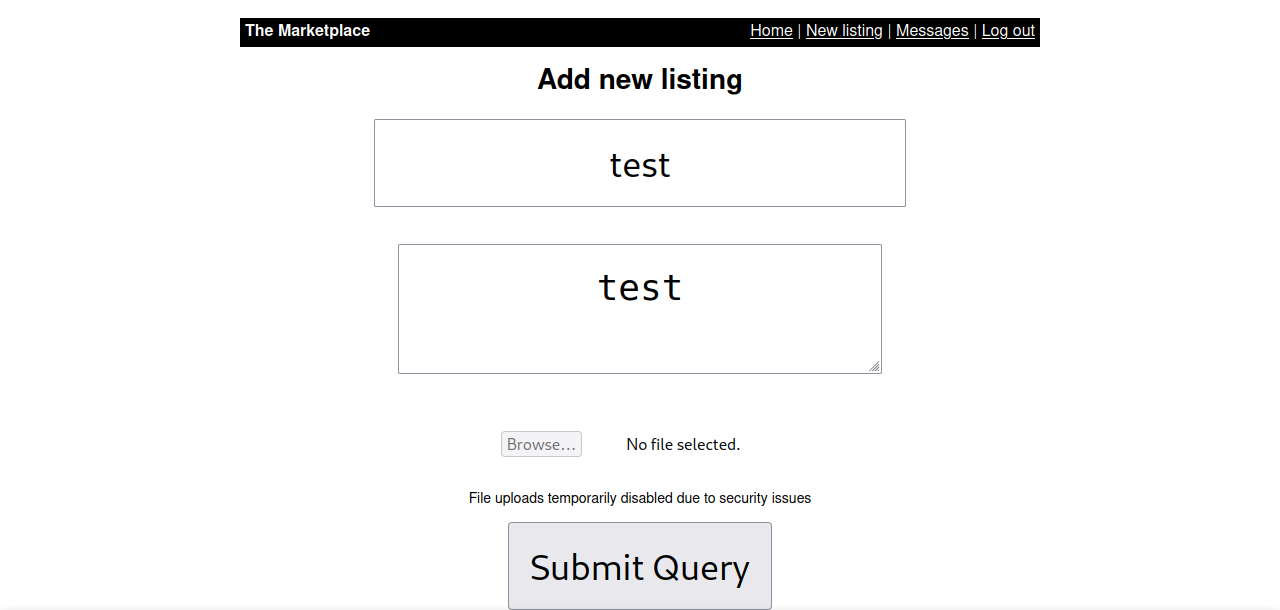 The Marketplace
Home | New listing | Messages | Log out
Add new listing
test
test
Browse...
No file selected.
File uploads temporarily disabled due to security issues
Submit Query